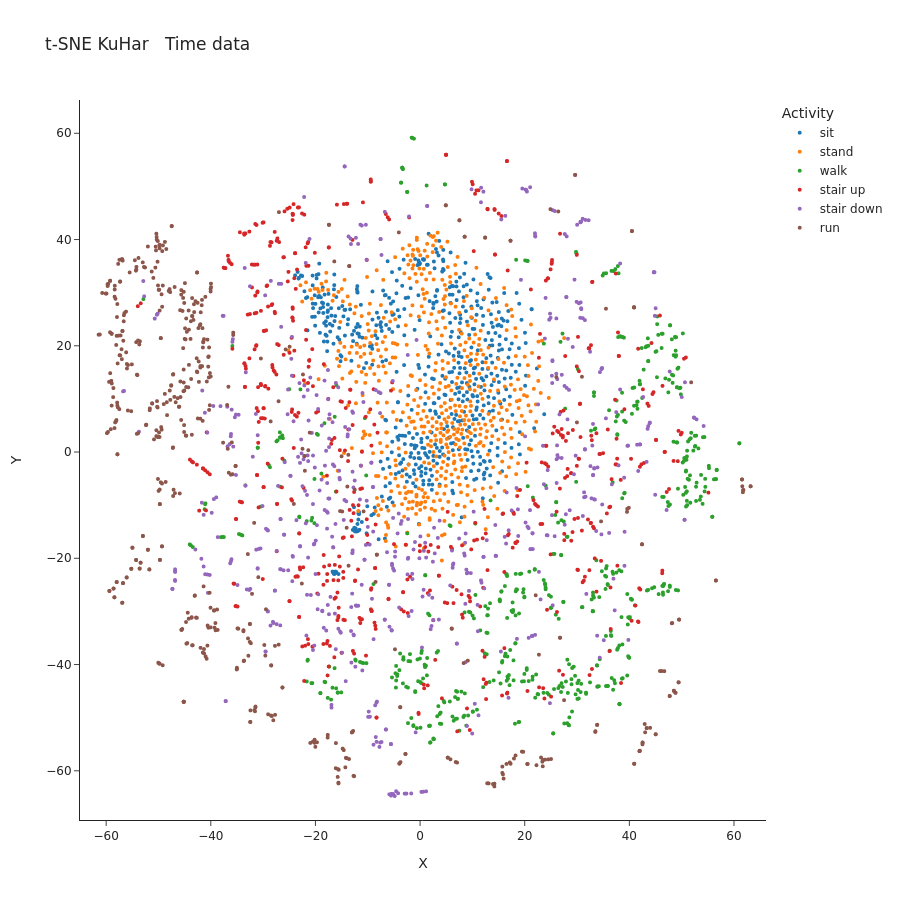 t-SNE KuHar   Time data
Activity
sit
stand
walk
stair up
stair down
run
60
40
20
0
−20
−40
−60
Y
−60 −40 −20 0 20 40 60
X